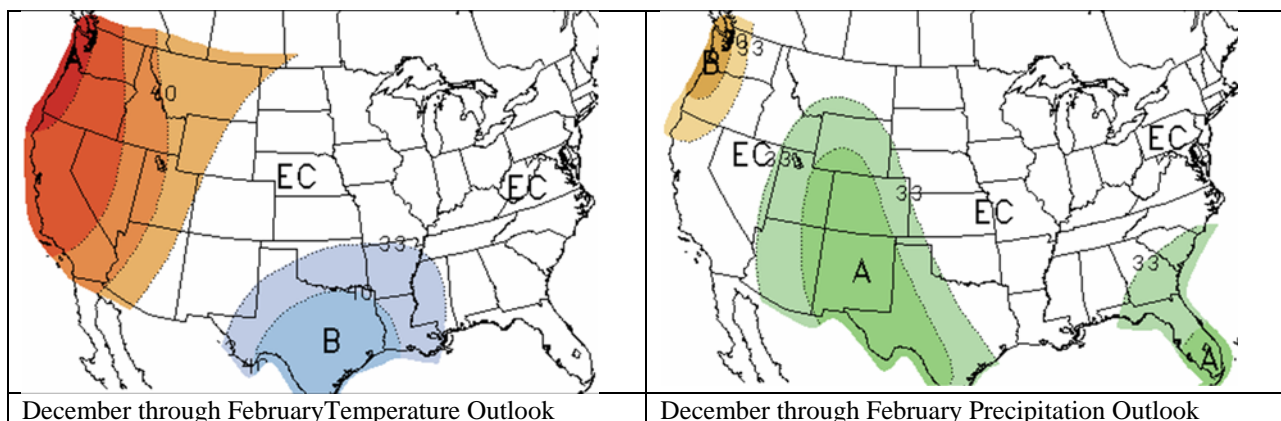 A
40
EC
EC
33
40
B
B
33
EC
33
EC
EC
33
A
33
A
December through FebruaryTemperature Outlook
December through February Precipitation Outlook